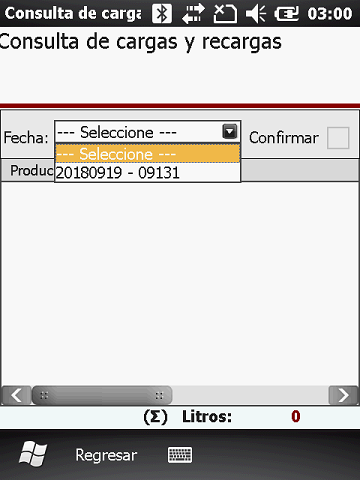 Consulta de carga
03:00
Consulta de cargas y recargas
Fecha:
--- Seleccione ---
Confirmar
--- Seleccione ---
20180919 - 09131
Produc
(Σ) Litros: 0
Regresar